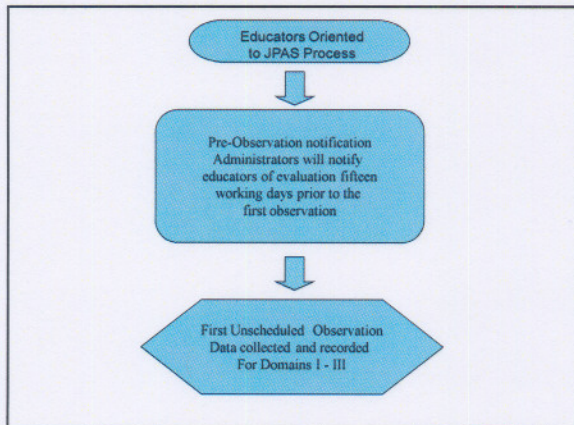 Educators Oriented
to JPAS Process
Pre-Observation notification
Administrators will notify
educators of evaluation fifteen
working days prior to the
first observation
First Unscheduled Observation
Data collected and recorded
For Domains I - III